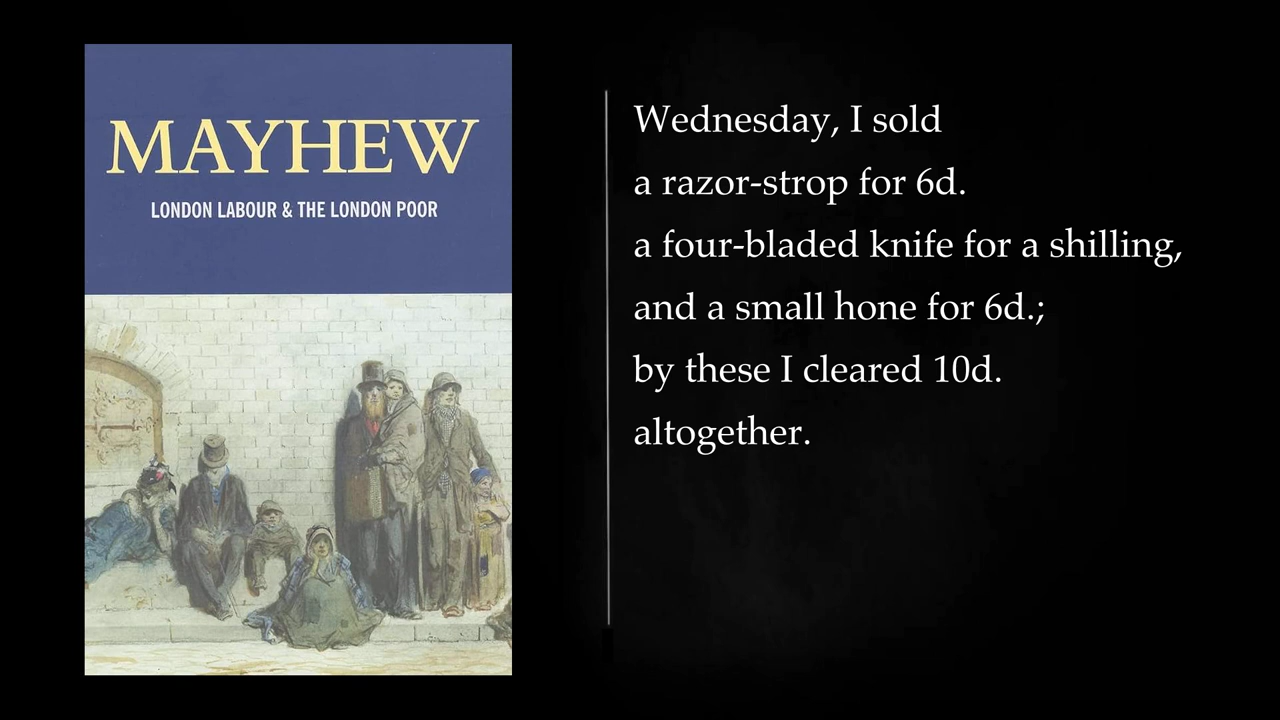 MAYHEW
LONDON LABOUR & THE LONDON POOR
Wednesday, I sold
a razor-strop for 6d.
a four-bladed knife for a shilling,
and a small hone for 6d.;
by these I cleared 10d.
altogether.